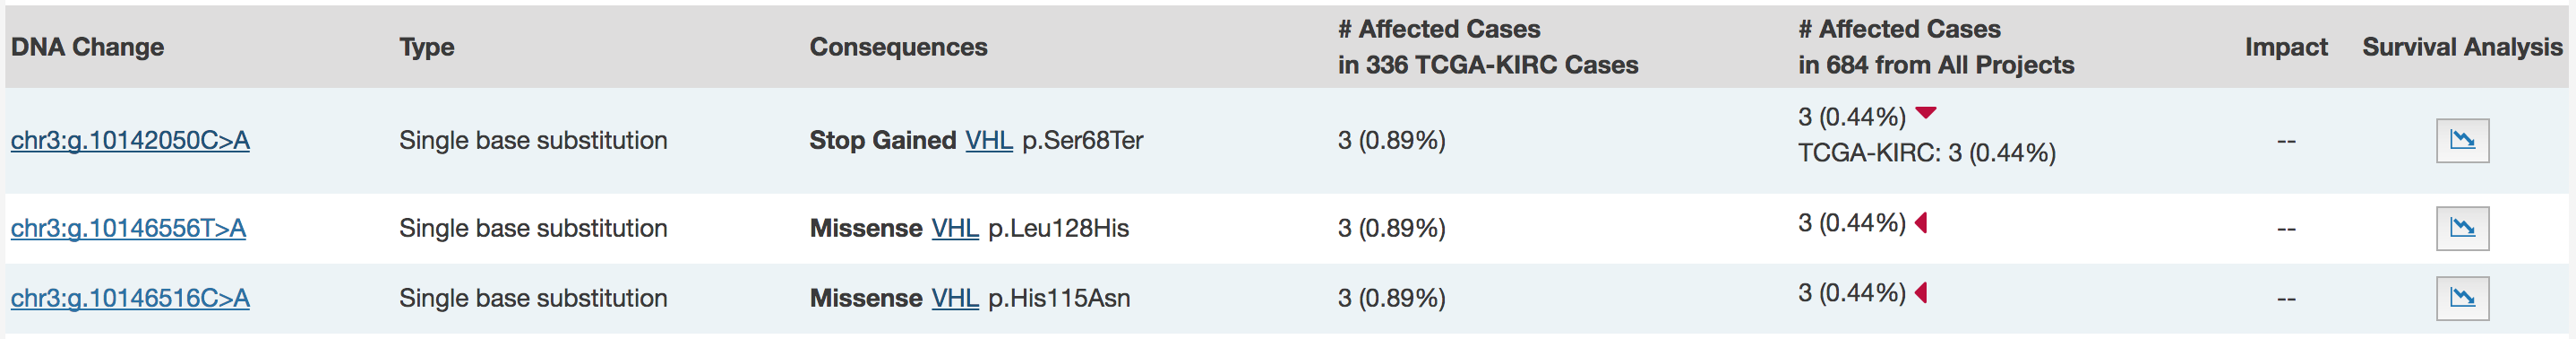 DNA Change Type Consequences # Affected Cases in 336 TCGA-KIRC Cases # Affected Cases in 684 from All Projects Impact Survival Analysis
chr3:g.10142050C>A Single base substitution Stop Gained VHL p.Ser68Ter 3 (0.89%) 3 (0.44%) -- 
TCGA-KIRC: 3 (0.44%)
chr3:g.10146556T>A Single base substitution Missense VHL p.Leu128His 3 (0.89%) 3 (0.44%) --
chr3:g.10146516C>A Single base substitution Missense VHL p.His115Asn 3 (0.89%) 3 (0.44%) --